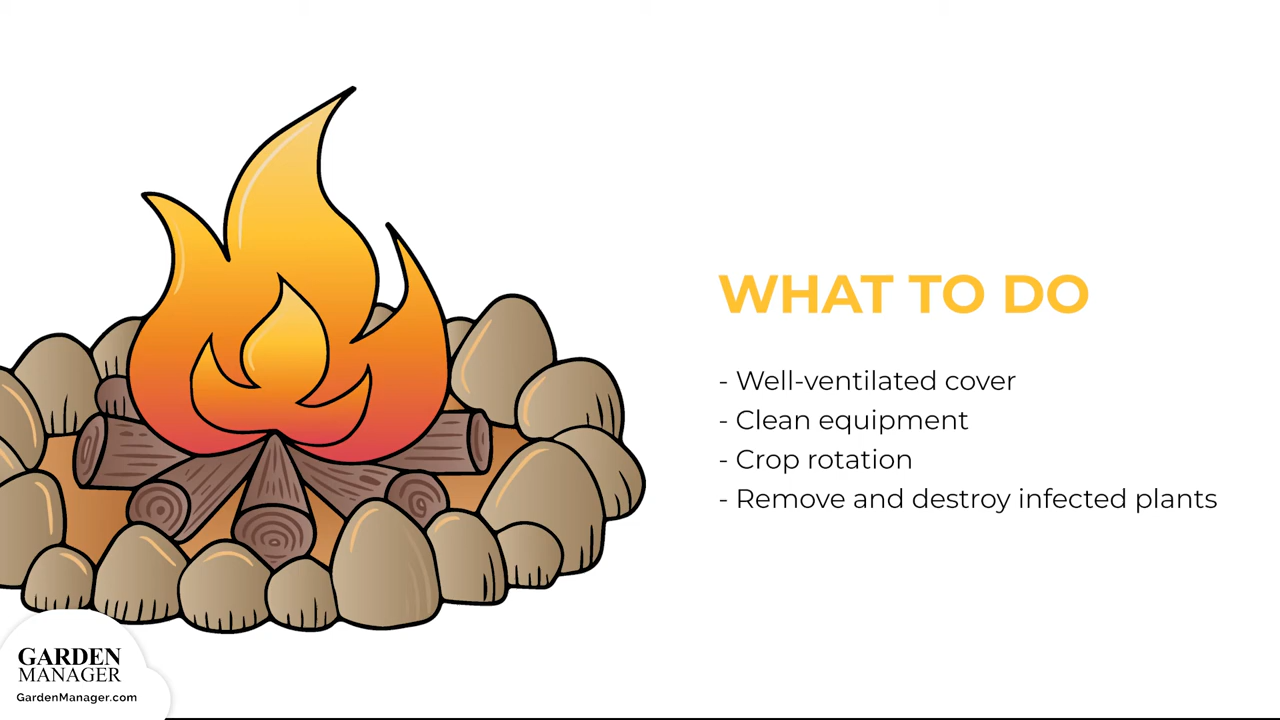 WHAT TO DO
- Well-ventilated cover
- Clean equipment
- Crop rotation
- Remove and destroy infected plants
GARDEN
MANAGER
GardenManager.com